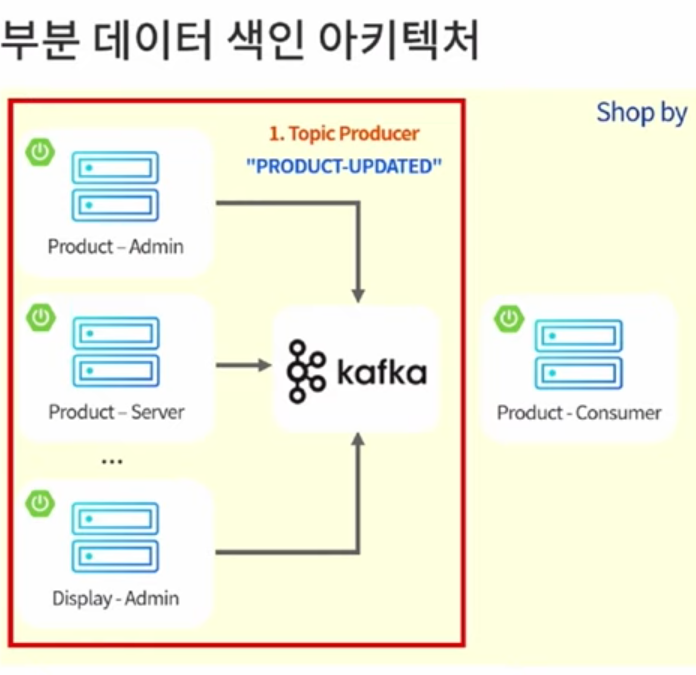 부분 데이터 색인 아키텍처
Shop by
1. Topic Producer
"PRODUCT-UPDATED"
Product – Admin
kafka
Product – Server
Product - Consumer
...
Display - Admin